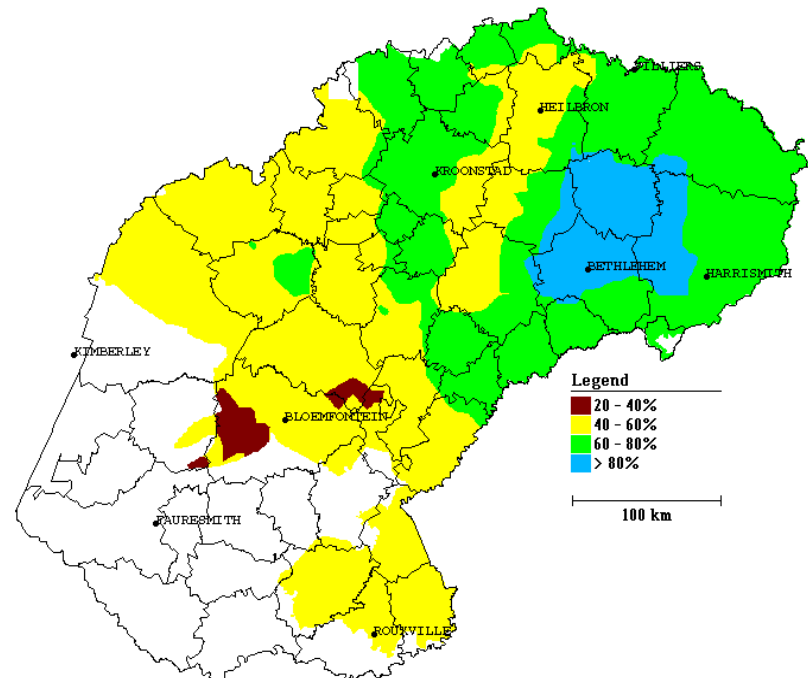 VILLIERS
HEILBRON
KROONSTAD
BETHLEHEM
HARRISMITH
KIMBERLEY
BLOEMFONTEIN
FAURESMITH
ROUXVILLE
Legend
20 - 40%
40 - 60%
60 - 80%
> 80%
100 km